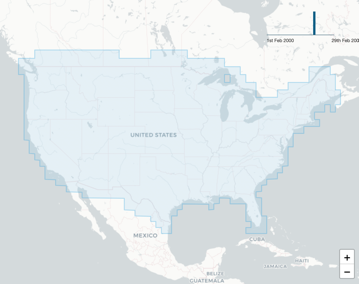 1st Feb 2000 29th Feb 200
UNITED STATES
MEXICO
CUBA
HAITI
JAMAICA
BELIZE
GUATEMALA
+
−